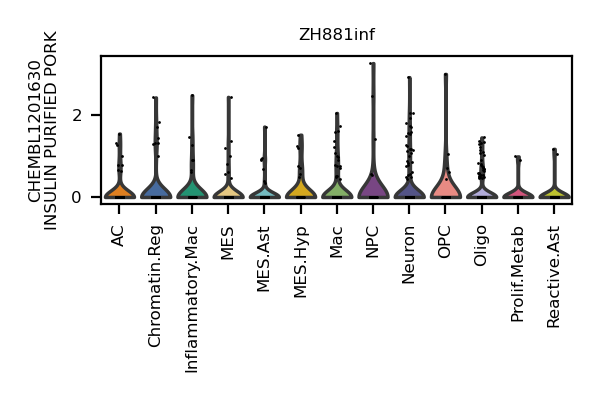 ZH881inf
CHEMBL1201630
INSULIN PURIFIED PORK
2
0
AC
Chromatin.Reg
Inflammatory.Mac
MES
MES.Ast
MES.Hyp
Mac
NPC
Neuron
OPC
Oligo
Prolif.Metab
Reactive.Ast